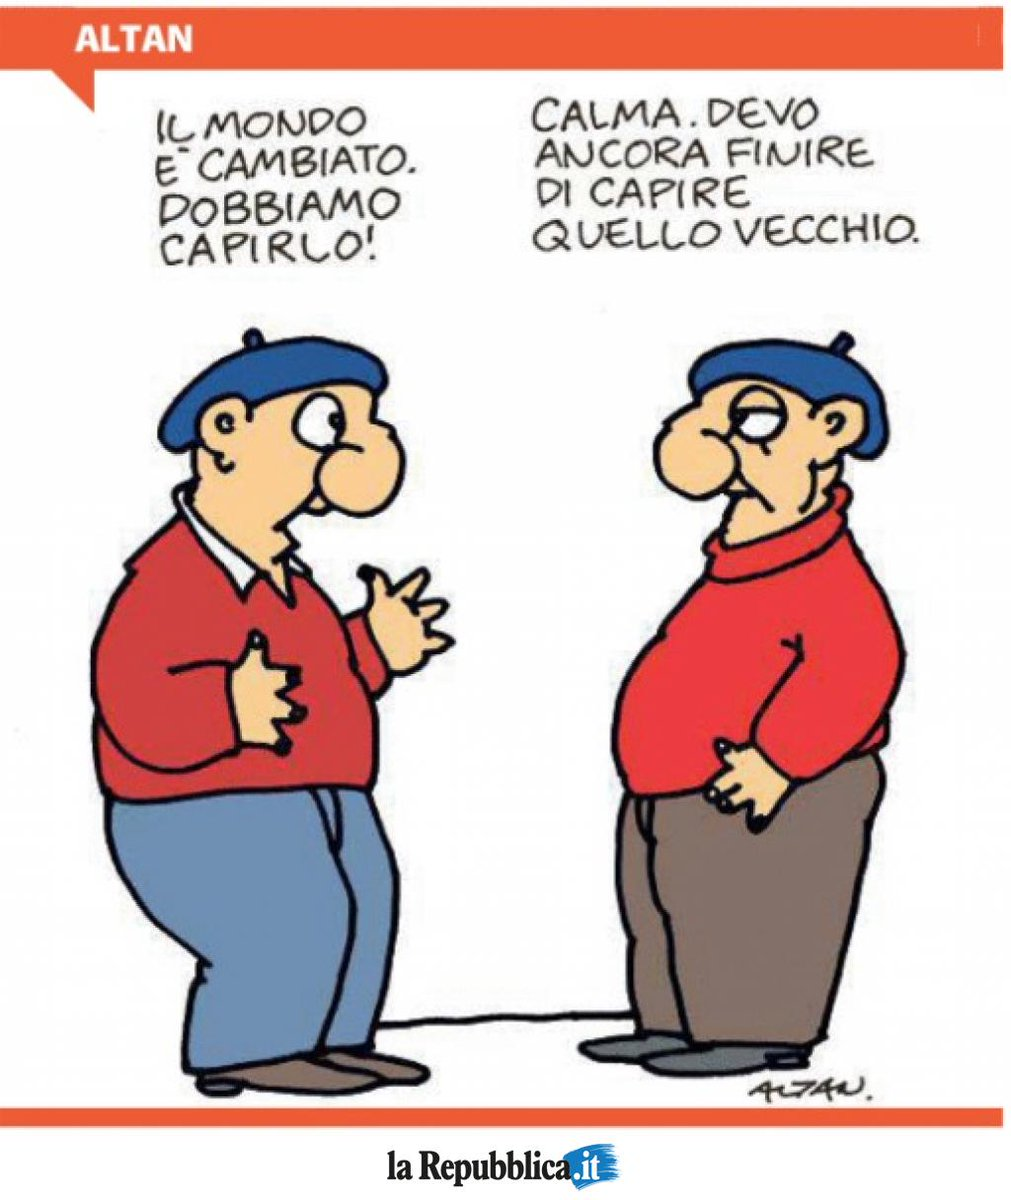 ALTAN
IL MONDO
E' CAMBIATO.
DOBBIAMO
CAPIRLO!
CALMA. DEVO
ANCORA FINIRE
DI CAPIRE
QUELLO VECCHIO.
ALTAN.
la Repubblica.it